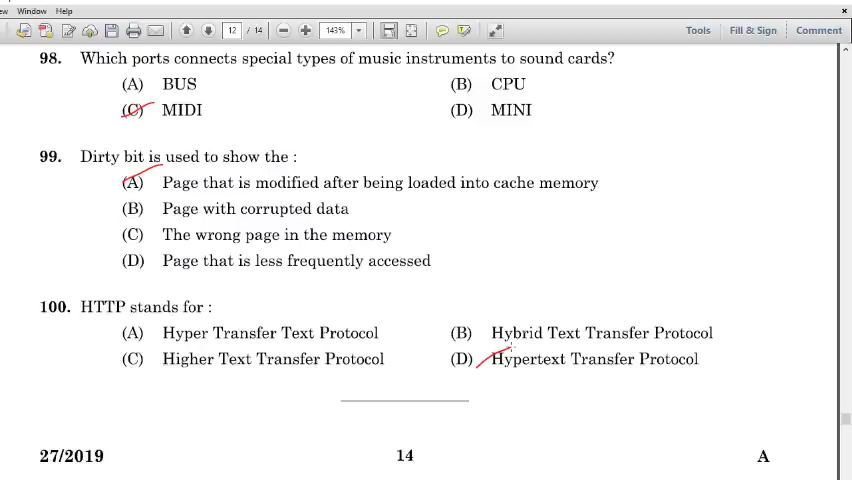 ew Window Help
12 / 14 143% Tools Fill & Sign Comment
98. Which ports connects special types of music instruments to sound cards?
(A) BUS (B) CPU
(C) MIDI (D) MINI
99. Dirty bit is used to show the :
(A) Page that is modified after being loaded into cache memory
(B) Page with corrupted data
(C) The wrong page in the memory
(D) Page that is less frequently accessed
100. HTTP stands for :
(A) Hyper Transfer Text Protocol (B) Hybrid Text Transfer Protocol
(C) Higher Text Transfer Protocol (D) Hypertext Transfer Protocol
27/2019 14 A